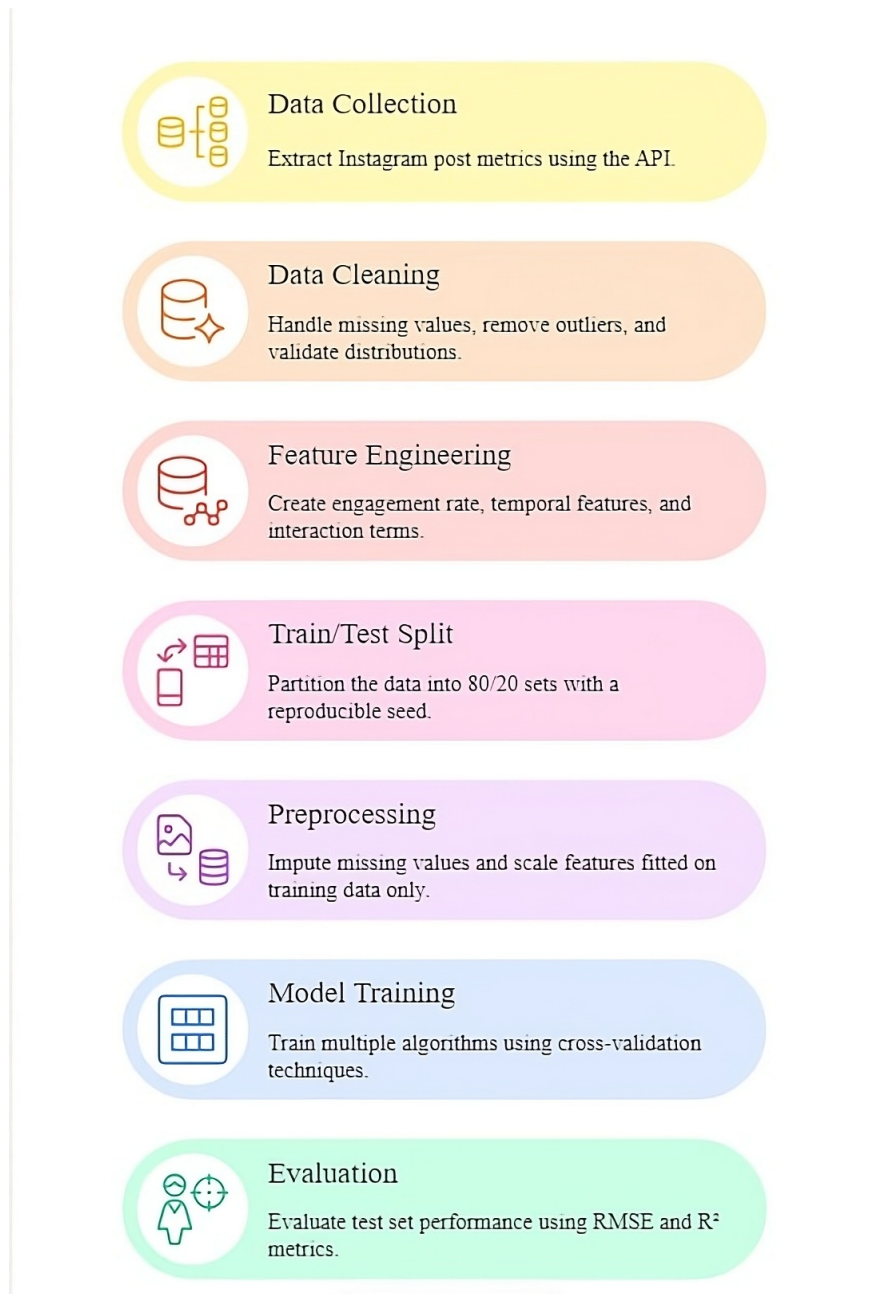 Data Collection
Extract Instagram post metrics using the API.
Data Cleaning
Handle missing values, remove outliers, and
validate distributions.
Feature Engineering
Create engagement rate, temporal features, and
interaction terms.
Train/Test Split
Partition the data into 80/20 sets with a
reproducible seed.
Preprocessing
Impute missing values and scale features fitted on
training data only.
Model Training
Train multiple algorithms using cross-validation
techniques.
Evaluation
Evaluate test set performance using RMSE and R²
metrics.